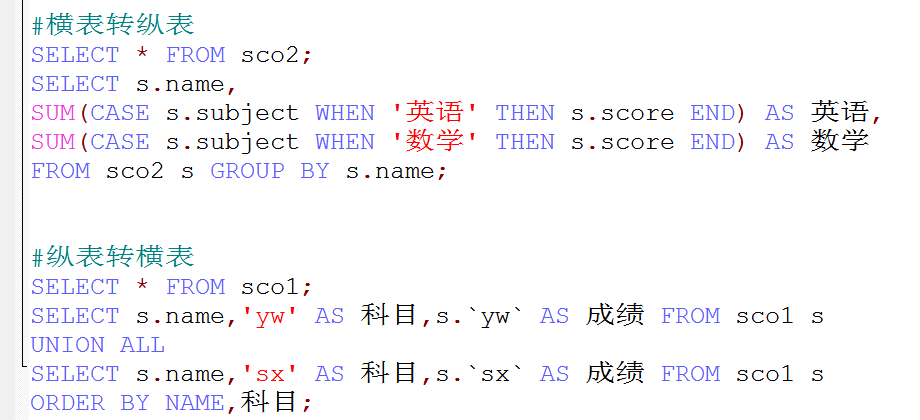 #横表转纵表
SELECT * FROM sco2;
SELECT s.name,
SUM(CASE s.subject WHEN '英语' THEN s.score END) AS 英语,
SUM(CASE s.subject WHEN '数学' THEN s.score END) AS 数学
FROM sco2 s GROUP BY s.name;
#纵表转横表
SELECT * FROM sco1;
SELECT s.name,'yw' AS 科目,s.`yw` AS 成绩 FROM sco1 s
UNION ALL
SELECT s.name,'sx' AS 科目,s.`sx` AS 成绩 FROM sco1 s
ORDER BY NAME,科目;